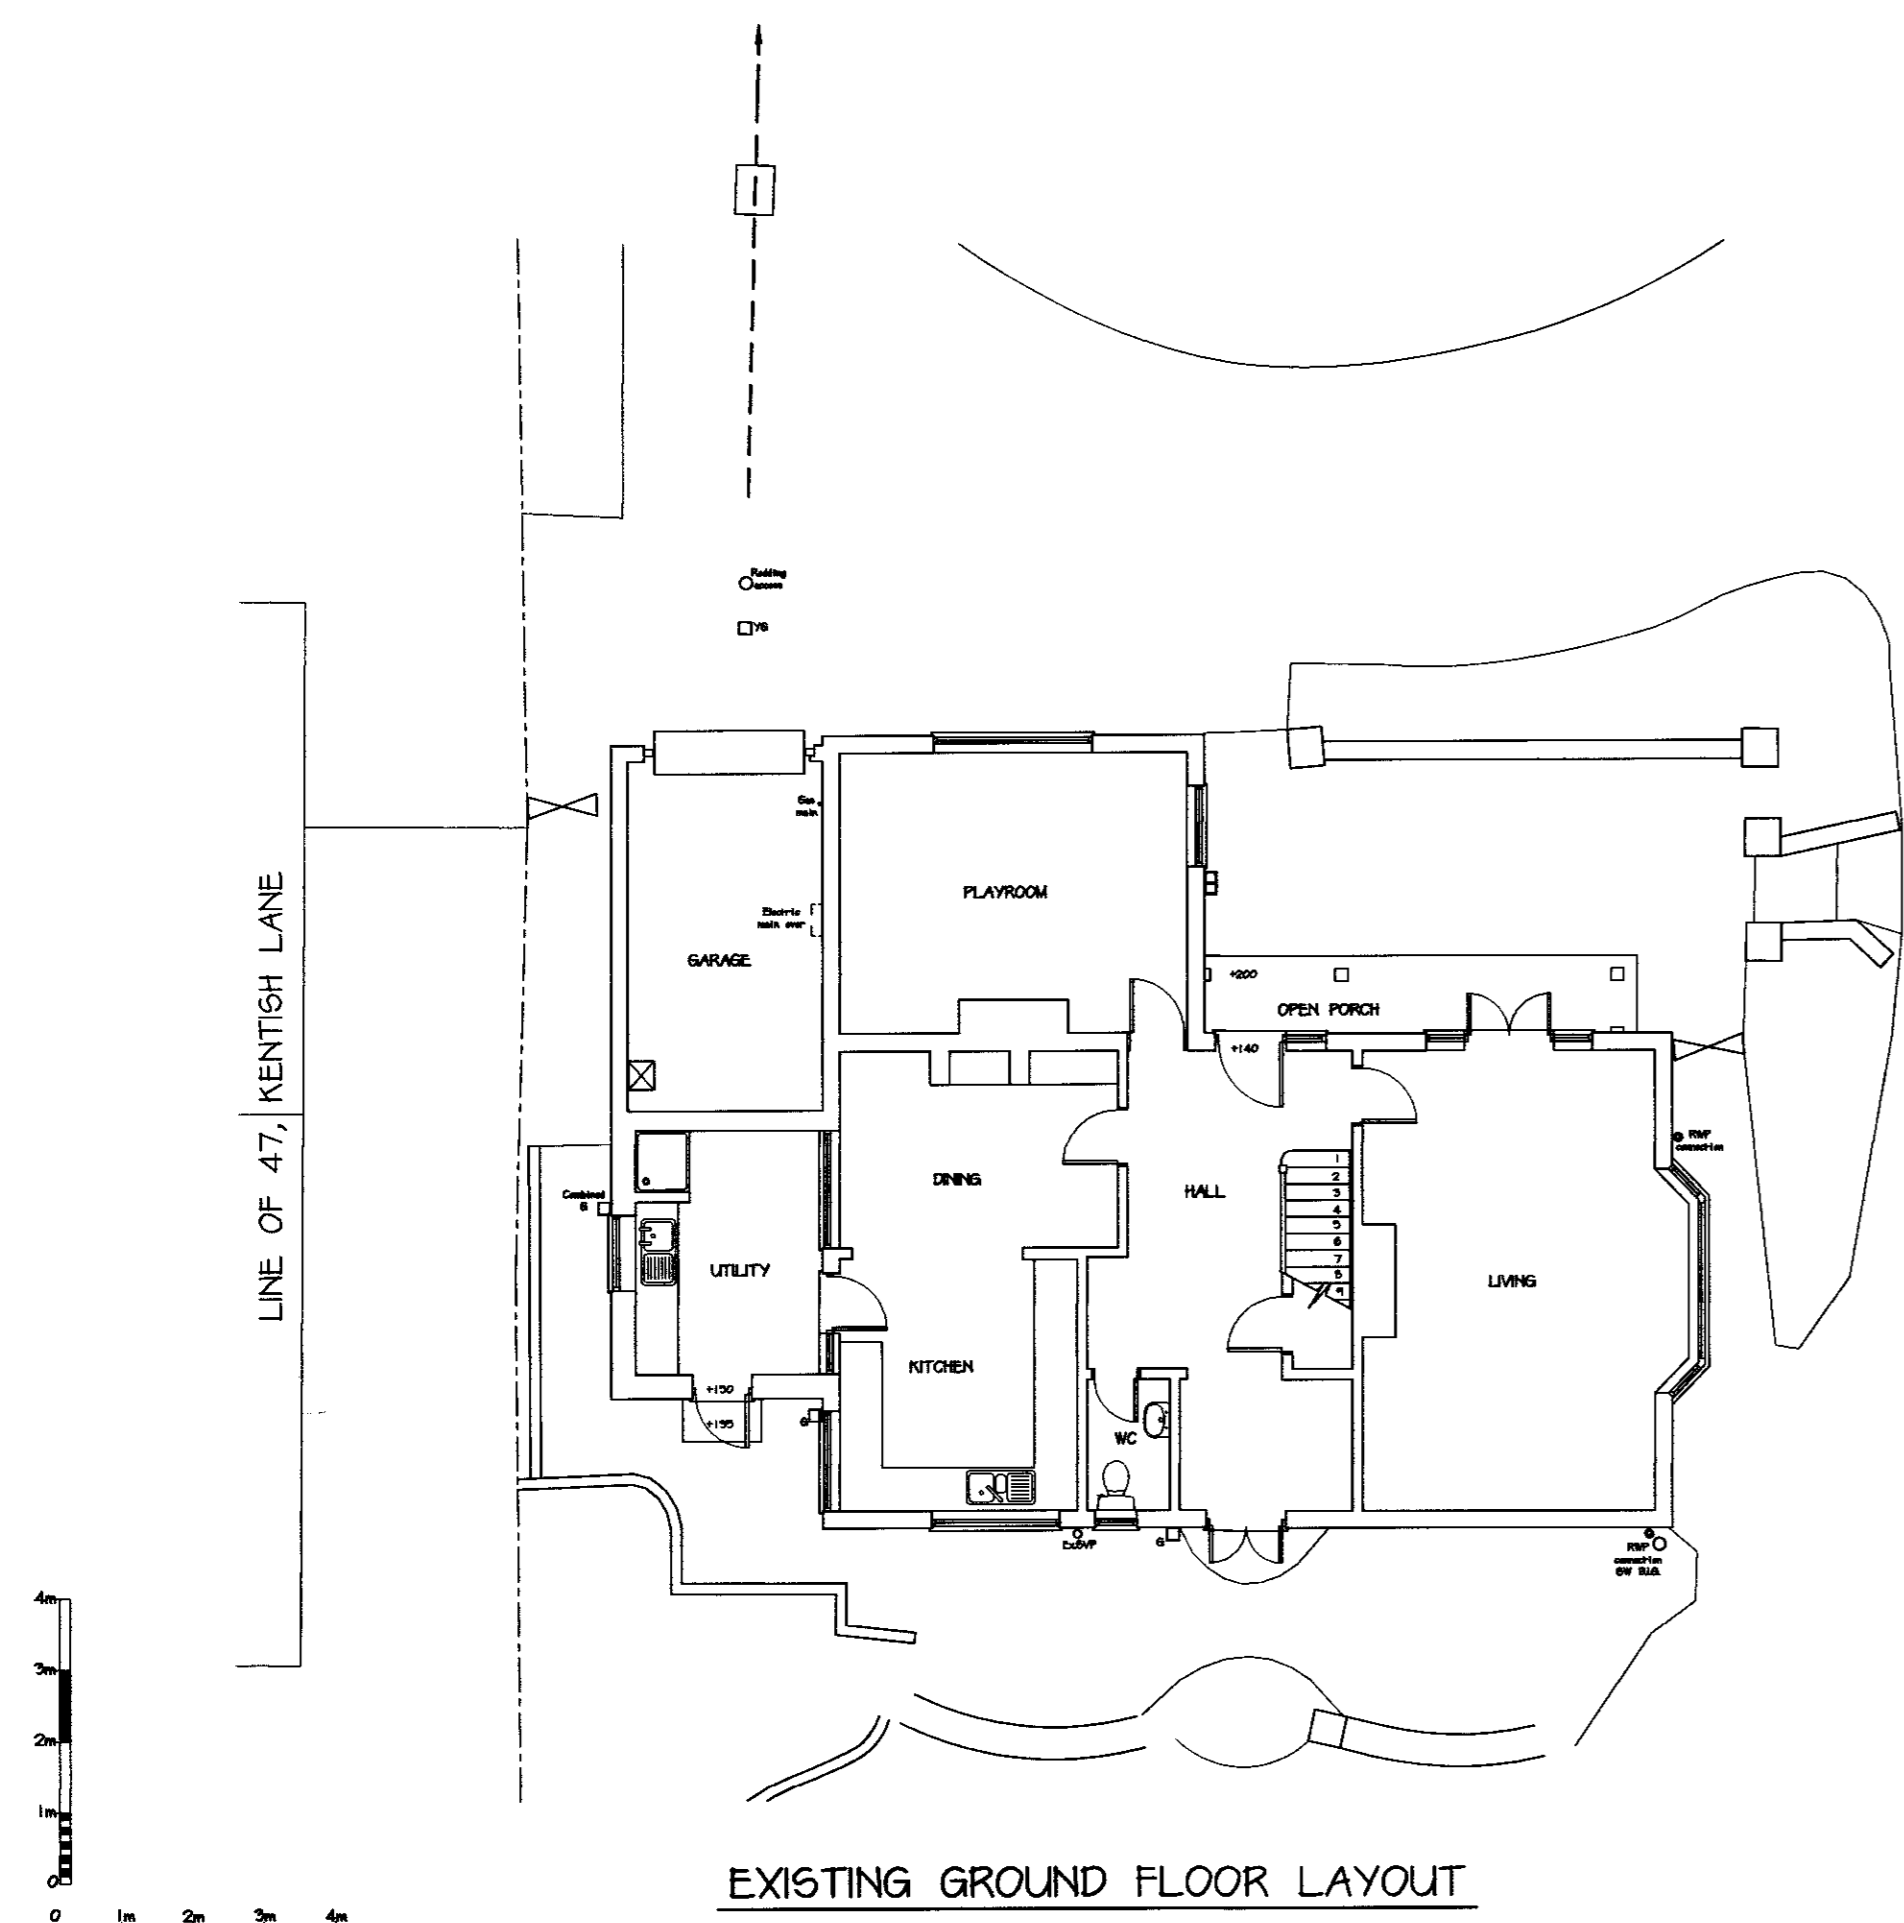 Rodding
access
YG
LINE OF 47, KENTISH LANE
Gas
main
Electric
main over
GARAGE
PLAYROOM
+200
OPEN PORCH
+140
RWP
connection
Combined
G
DINING
HALL
1
2
3
4
5
6
7
8
9
UTILITY
LIVING
KITCHEN
+150
+135
G
WC
ExSVP
G
RWP
connection
SW
4m
3m
2m
1m
0
0 1m 2m 3m 4m
EXISTING GROUND FLOOR LAYOUT